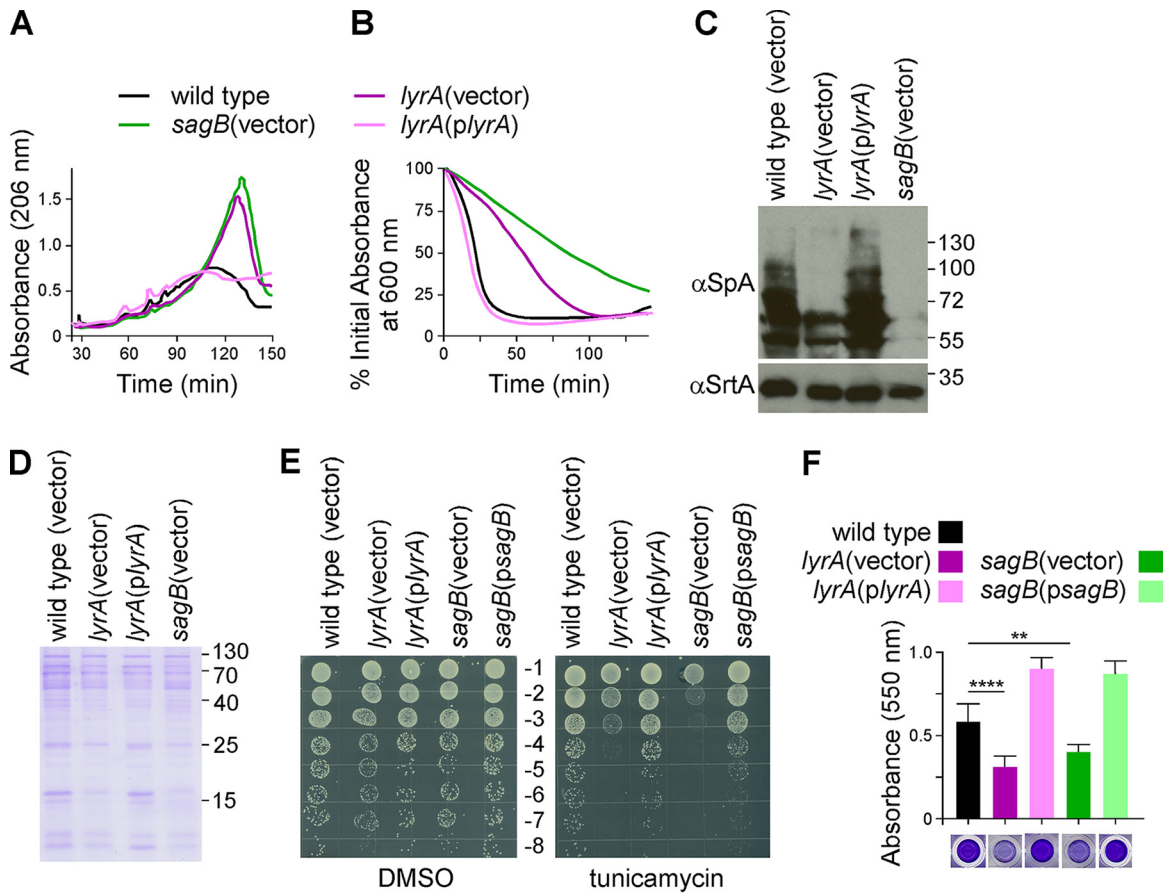 A
wild type
sagB(vector)
Absorbance (206 nm)
1.5
1.0
0.5
0
30
60
90
120
150
Time (min)
B
lyrA(vector)
lyrA(plyrA)
% Initial Absorbance
at 600 nm
100
75
50
25
0
0
50
100
Time (min)
C
wild type (vector)
lyrA(vector)
lyrA(plyrA)
sagB(vector)
αSpA
αSrtA
130
100
72
55
35
D
wild type (vector)
lyrA(vector)
lyrA(plyrA)
sagB(vector)
130
70
40
25
15
E
wild type (vector)
lyrA(vector)
lyrA(plyrA)
sagB(vector)
sagB(psagB)
wild type (vector)
lyrA(vector)
lyrA(plyrA)
sagB(vector)
sagB(psagB)
-1
-2
-3
-4
-5
-6
-7
-8
DMSO
tunicamycin
F
wild type
lyrA(vector)
sagB(vector)
lyrA(plyrA)
sagB(psagB)
Absorbance (550 nm)
1.0
0.5
0
**
****